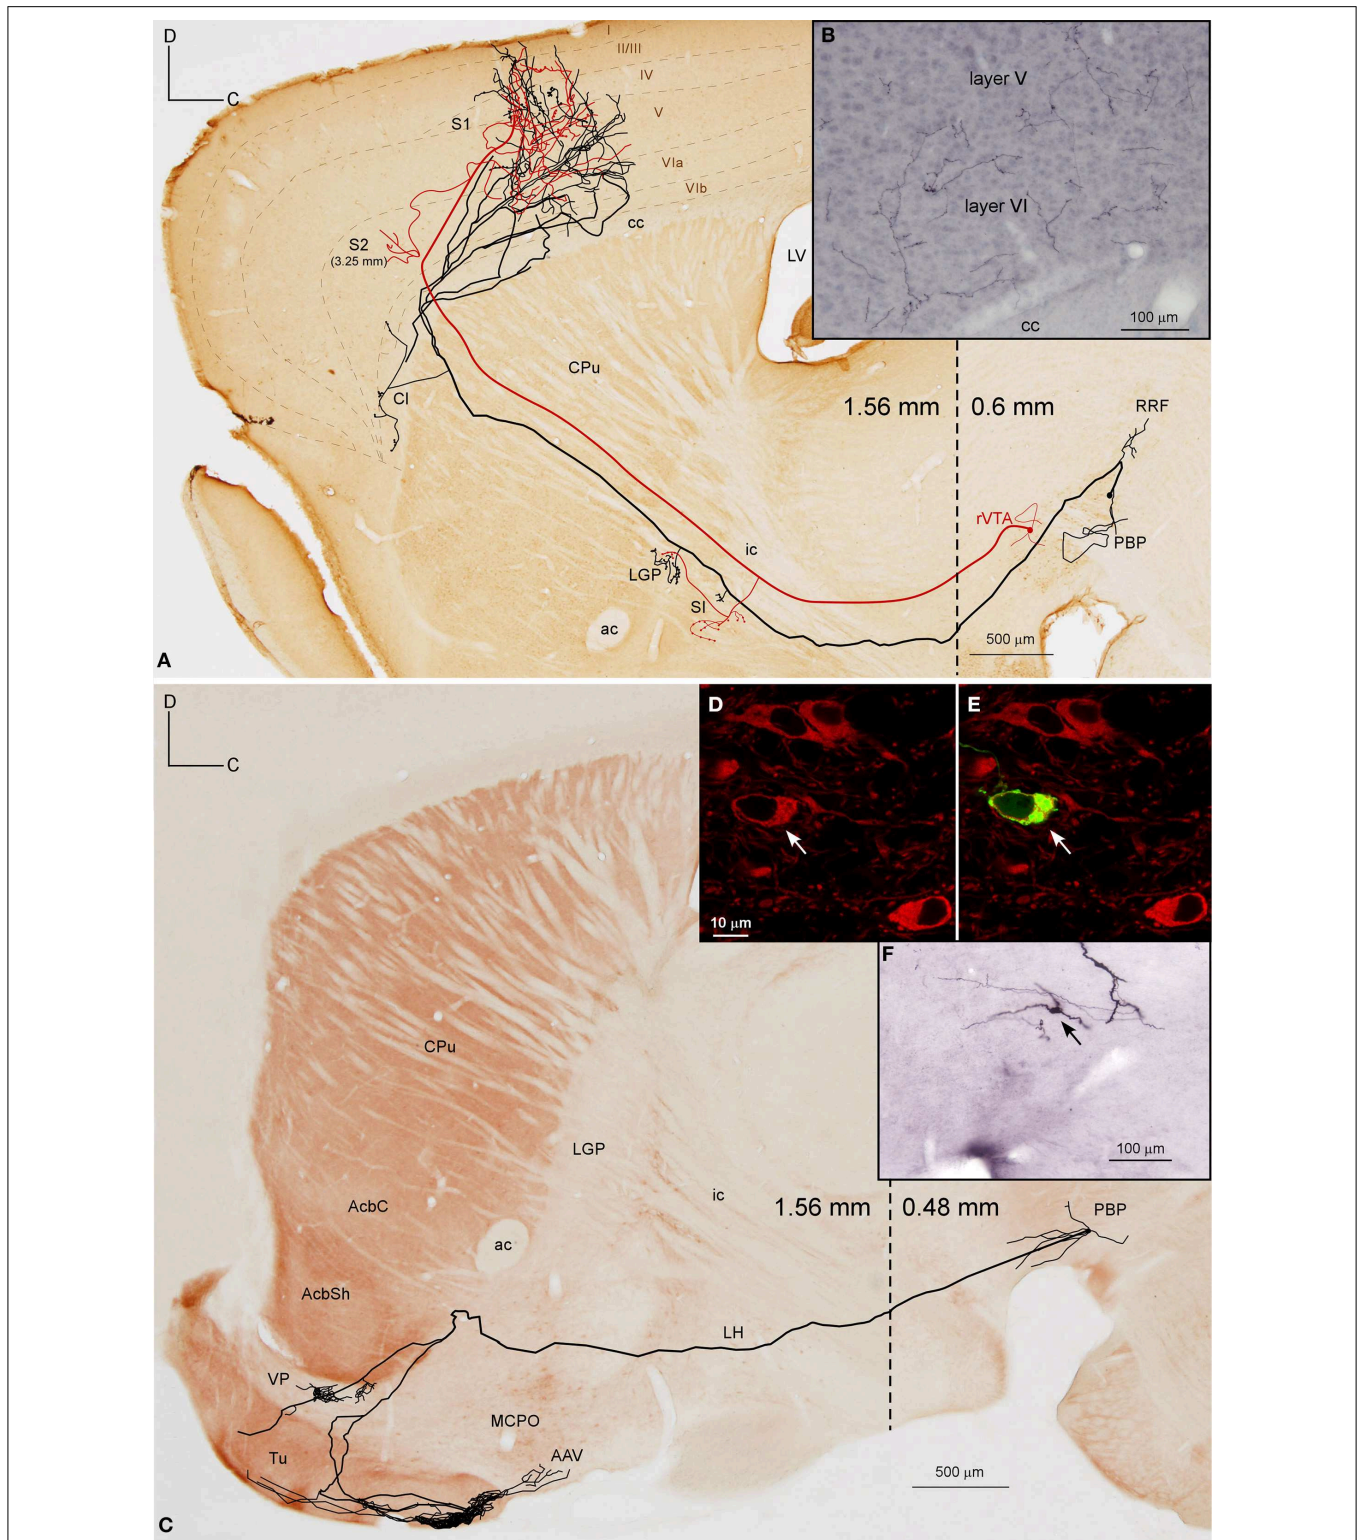 D
C
I
II/III
IV
V
VIa
VIb
S1
S2
(3.25 mm)
cc
LV
B
layer V
layer VI
cc
100 µm
CPu
Cl
1.56 mm
0.6 mm
RRF
rVTA
PBP
LGP
ic
SI
ac
500 µm
A
D
C
D
E
10 µm
F
100 µm
CPu
LGP
ic
AcbC
ac
1.56 mm
0.48 mm
PBP
AcbSh
LH
VP
MCPO
Tu
AAV
500 µm
C